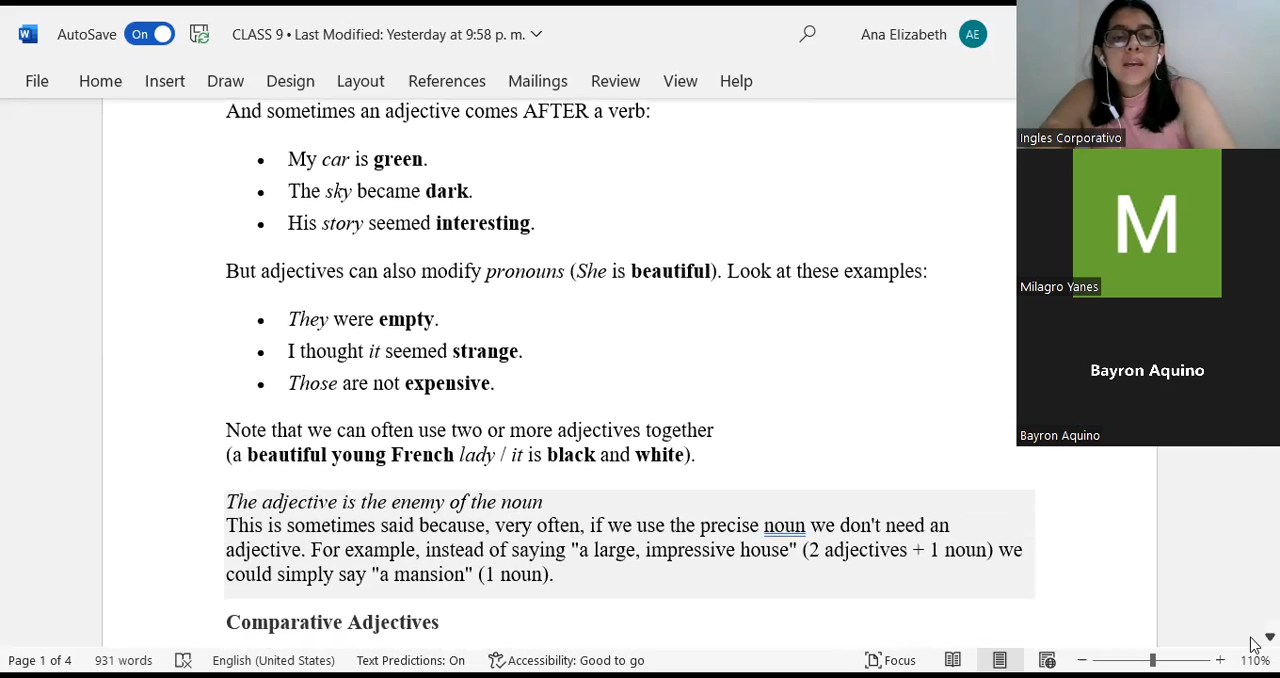 AutoSave On CLASS 9 • Last Modified: Yesterday at 9:58 p. m. Ana Elizabeth AE
File Home Insert Draw Design Layout References Mailings Review View Help
And sometimes an adjective comes AFTER a verb:
• My car is green.
• The sky became dark.
• His story seemed interesting.
But adjectives can also modify pronouns (She is beautiful). Look at these examples:
• They were empty.
• I thought it seemed strange.
• Those are not expensive.
Note that we can often use two or more adjectives together
(a beautiful young French lady / it is black and white).
The adjective is the enemy of the noun
This is sometimes said because, very often, if we use the precise noun we don't need an
adjective. For example, instead of saying "a large, impressive house" (2 adjectives + 1 noun) we
could simply say "a mansion" (1 noun).
Comparative Adjectives
Page 1 of 4 931 words English (United States) Text Predictions: On Accessibility: Good to go Focus 110%
Ingles Corporativo
M
Milagro Yanes
Bayron Aquino
Bayron Aquino